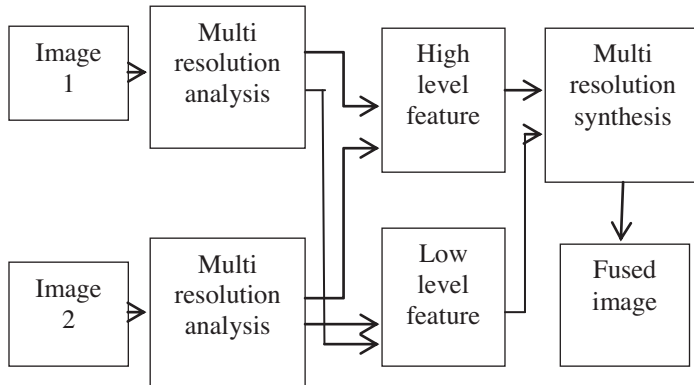 Image
1
Multi
resolution
analysis
High
level
feature
Multi
resolution
synthesis
Image
2
Multi
resolution
analysis
Low
level
feature
Fused
image